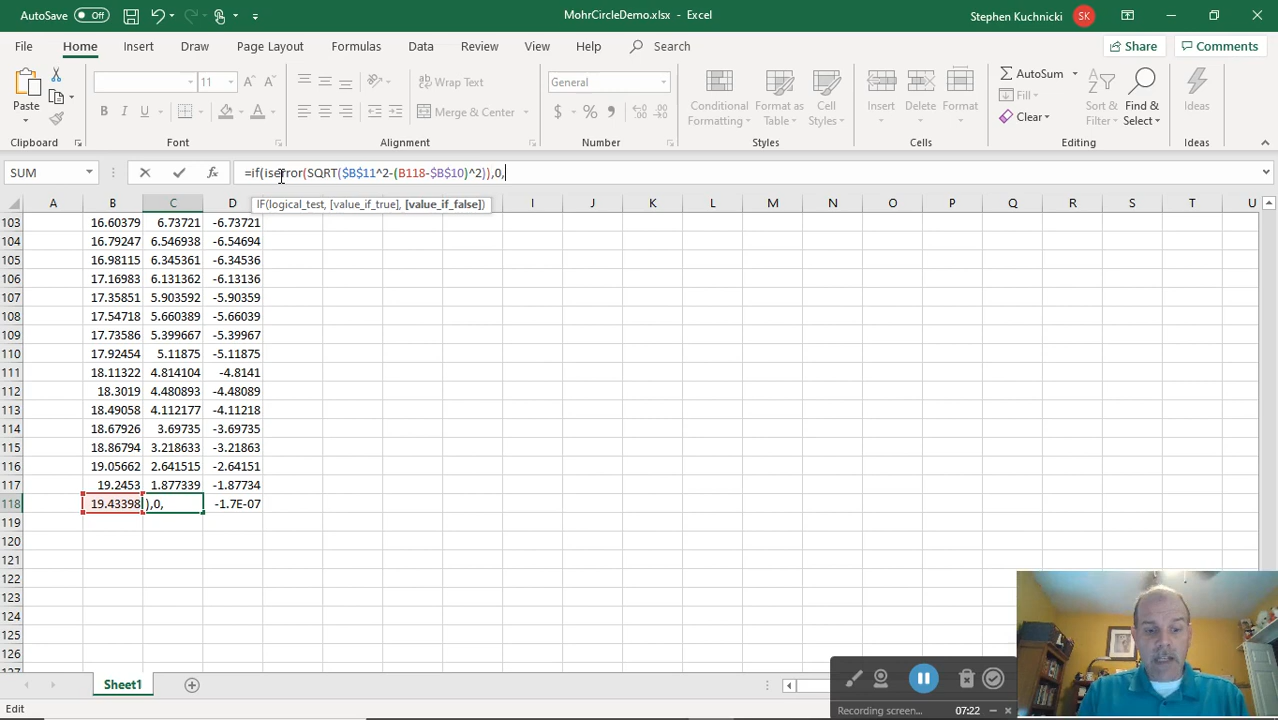 AutoSave Off MohrCircleDemo.xlsx - Excel Stephen Kuchnicki SK
File Home Insert Draw Page Layout Formulas Data Review View Help Search Share Comments
Paste 11 A A Wrap Text General AutoSum
B I U A Merge & Center $ % , Fill
Conditional Formatting Format as Table Cell Styles Insert Delete Format Clear Sort & Filter Find & Select Ideas
Clipboard Font Alignment Number Styles Cells Editing Ideas
SUM fx =if(iserror(SQRT($B$11^2-(B118-$B$10)^2)),0,
IF(logical_test, [value_if_true], [value_if_false])
A B C D E F G H I J K L M N O P Q R S T U
103 16.60379 6.73721 -6.73721
104 16.79247 6.546938 -6.54694
105 16.98115 6.345361 -6.34536
106 17.16983 6.131362 -6.13136
107 17.35851 5.903592 -5.90359
108 17.54718 5.660389 -5.66039
109 17.73586 5.399667 -5.39967
110 17.92454 5.11875 -5.11875
111 18.11322 4.814104 -4.8141
112 18.3019 4.480893 -4.48089
113 18.49058 4.112177 -4.11218
114 18.67926 3.69735 -3.69735
115 18.86794 3.218633 -3.21863
116 19.05662 2.641515 -2.64151
117 19.2453 1.877339 -1.87734
118 19.43398 ),0, -1.7E-07
119
120
121
122
123
124
125
126
127
Sheet1
Recording screen... 07:22
Edit